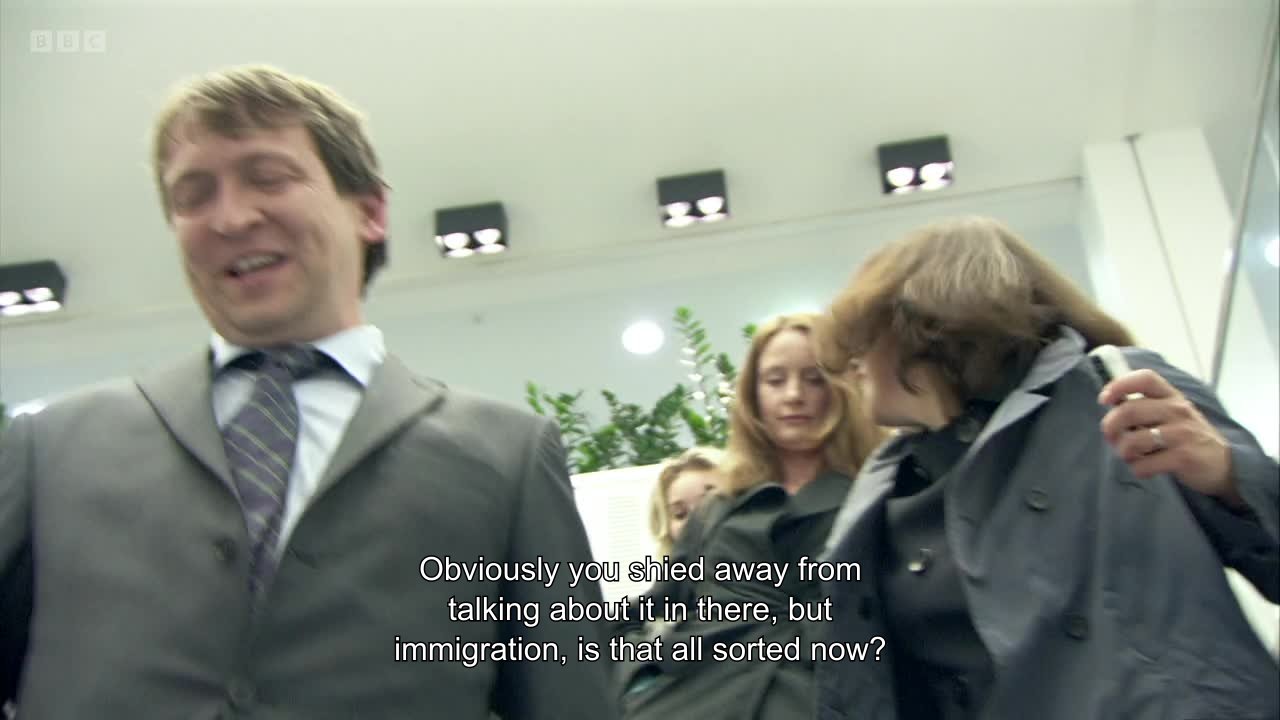 BBC
Obviously you shied away from
talking about it in there, but
immigration, is that all sorted now?